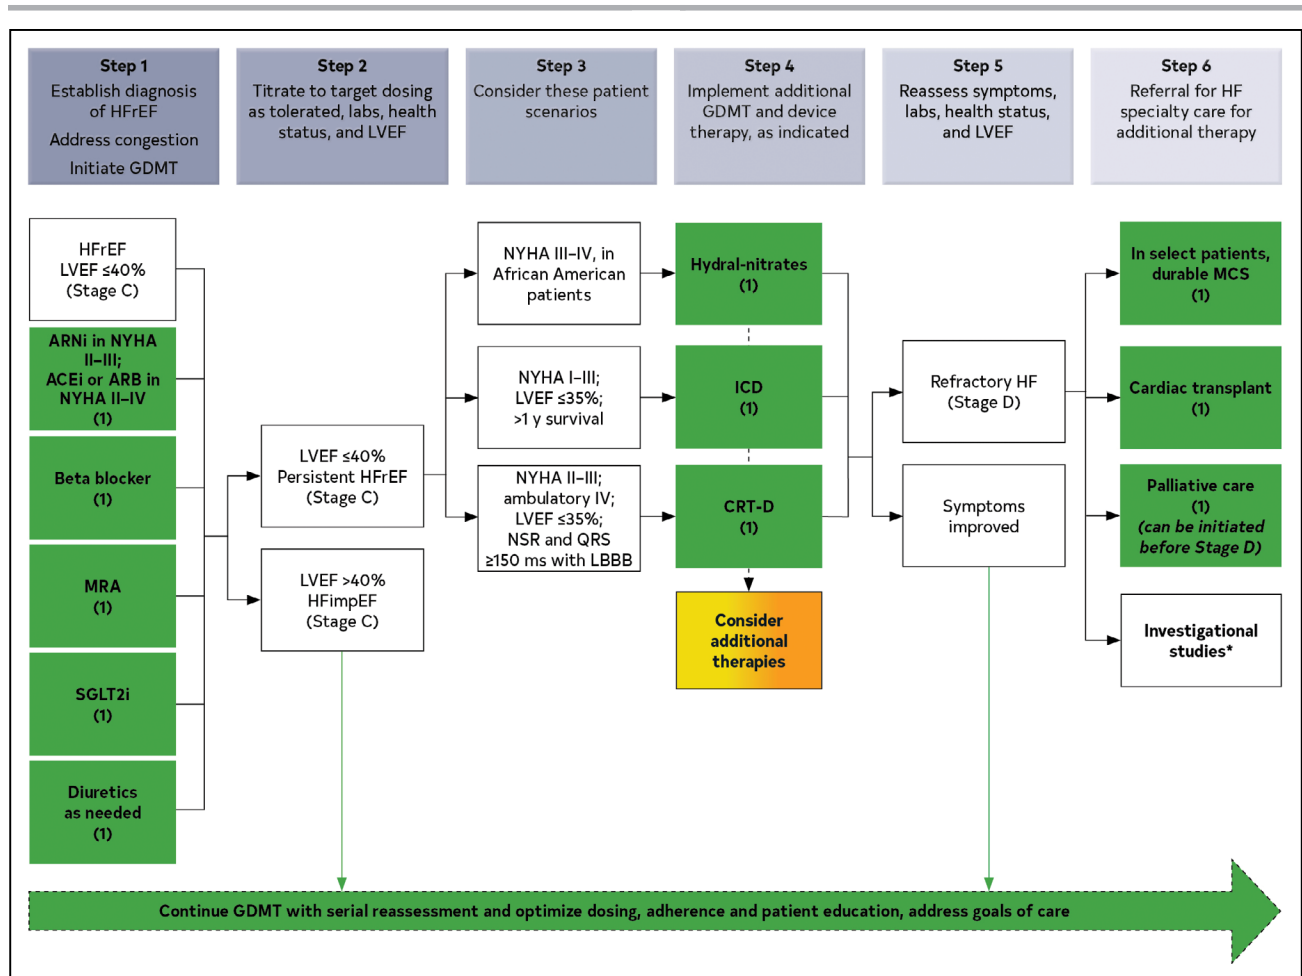 Step 1
Establish diagnosis
of HFrEF
Address congestion
Initiate GDMT
Step 2
Titrate to target dosing
as tolerated, labs, health
status, and LVEF
Step 3
Consider these patient
scenarios
Step 4
Implement additional
GDMT and device
therapy, as indicated
Step 5
Reassess symptoms,
labs, health status,
and LVEF
Step 6
Referral for HF
specialty care for
additional therapy
HFrEF
LVEF ≤40%
(Stage C)
ARNi in NYHA
II–III;
ACEi or ARB in
NYHA II–IV
(1)
Beta blocker
(1)
MRA
(1)
SGLT2i
(1)
Diuretics
as needed
(1)
LVEF ≤40%
Persistent HFrEF
(Stage C)
LVEF >40%
HFimpEF
(Stage C)
NYHA III–IV, in
African American
patients
NYHA I–III;
LVEF ≤35%;
>1 y survival
NYHA II–III;
ambulatory IV;
LVEF ≤35%;
NSR and QRS
≥150 ms with LBBB
Hydral-nitrates
(1)
ICD
(1)
CRT-D
(1)
Consider
additional
therapies
Refractory HF
(Stage D)
Symptoms
improved
In select patients,
durable MCS
(1)
Cardiac transplant
(1)
Palliative care
(1)
(can be initiated
before Stage D)
Investigational
studies*
Continue GDMT with serial reassessment and optimize dosing, adherence and patient education, address goals of care